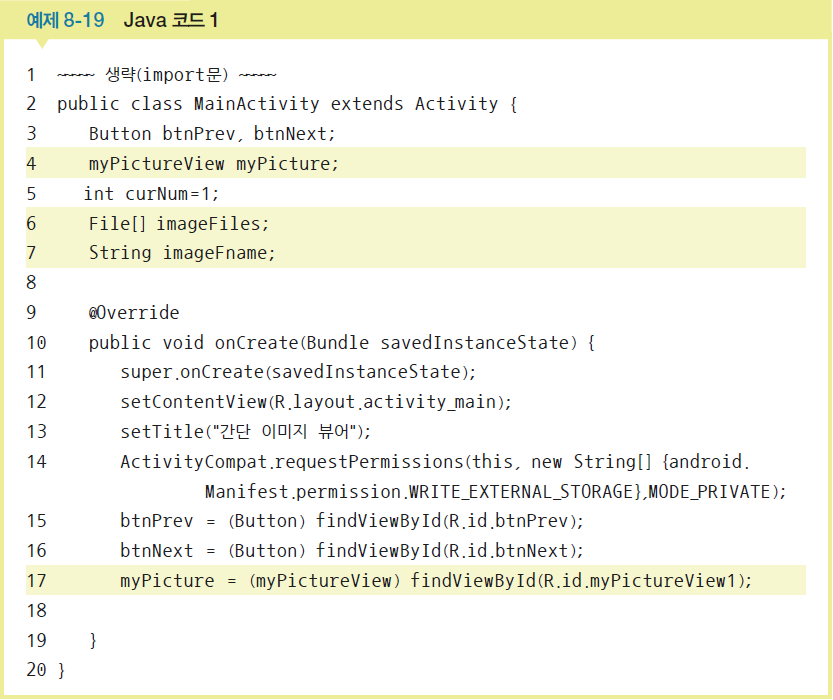 예제 8-19 Java 코드 1
1 ~~~~~ 생략(import문) ~~~~~
2 public class MainActivity extends Activity {
3 Button btnPrev, btnNext;
4 myPictureView myPicture;
5 int curNum=1;
6 File[] imageFiles;
7 String imageFname;
8
9 @Override
10 public void onCreate(Bundle savedInstanceState) {
11 super.onCreate(savedInstanceState);
12 setContentView(R.layout.activity_main);
13 setTitle("간단 이미지 뷰어");
14 ActivityCompat.requestPermissions(this, new String[] {android.
Manifest.permission.WRITE_EXTERNAL_STORAGE},MODE_PRIVATE);
15 btnPrev = (Button) findViewById(R.id.btnPrev);
16 btnNext = (Button) findViewById(R.id.btnNext);
17 myPicture = (myPictureView) findViewById(R.id.myPictureView1);
18
19 }
20 }